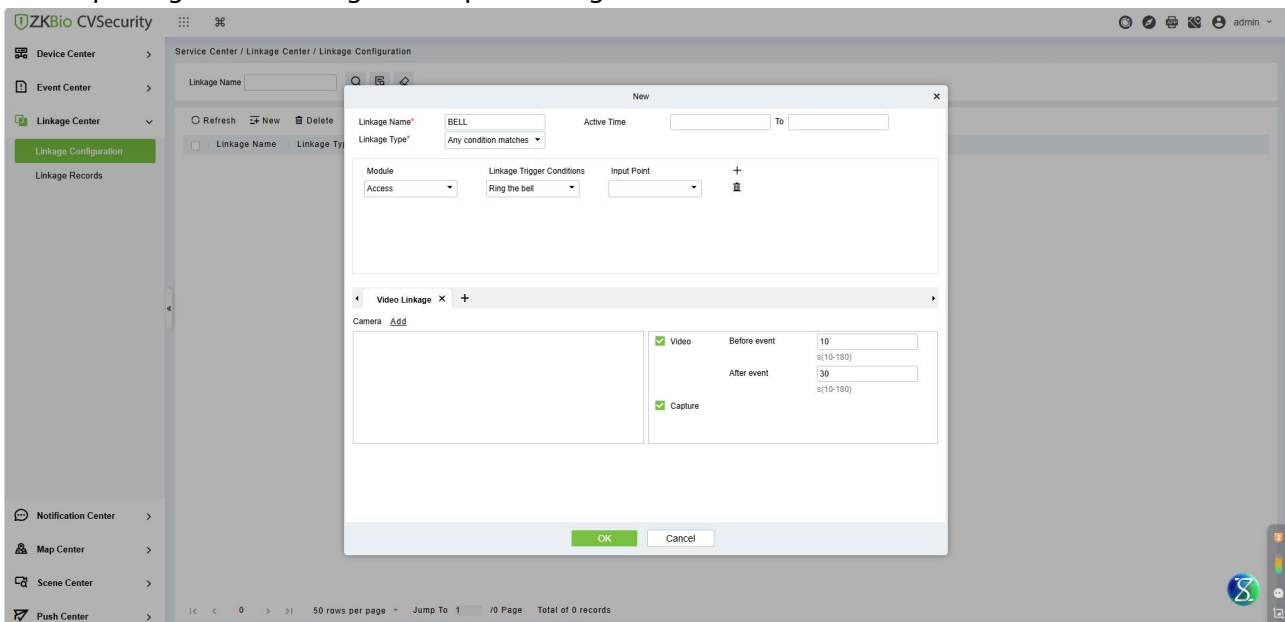 ZKBio CVSecurity
admin
Device Center
Event Center
Linkage Center
Linkage Configuration
Linkage Records
Notification Center
Map Center
Scene Center
Push Center
Service Center / Linkage Center / Linkage Configuration
Linkage Name
Refresh New Delete
Linkage Name Linkage Ty
New
Linkage Name* BELL Active Time To
Linkage Type* Any condition matches
Module Linkage Trigger Conditions Input Point
Access Ring the bell
Video Linkage
Camera Add
Video Before event 10
s(10-180)
After event 30
s(10-180)
Capture
OK Cancel
0 50 rows per page Jump To 1 /0 Page Total of 0 records